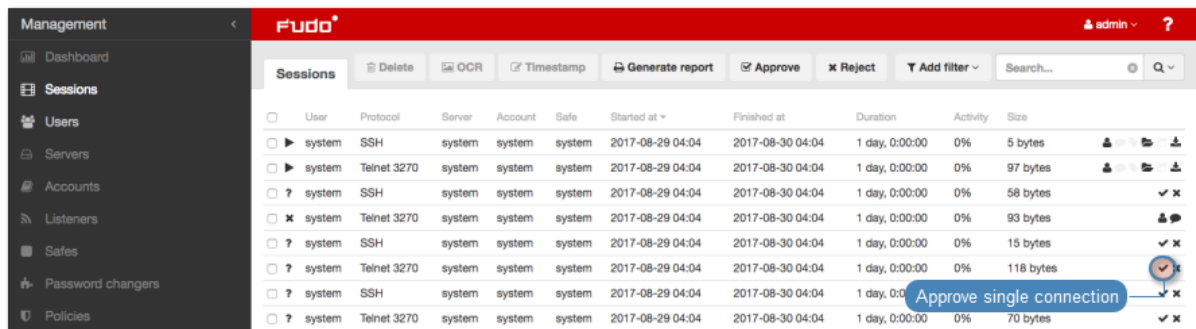 Management
FUDO
admin
?
Dashboard
Sessions
Users
Servers
Accounts
Listeners
Safes
Password changers
Policies
Sessions Delete OCR Timestamp Generate report Approve Reject Add filter Search...
User Protocol Server Account Safe Started at Finished at Duration Activity Size
system SSH system system system 2017-08-29 04:04 2017-08-30 04:04 1 day, 0:00:00 0% 5 bytes
system Telnet 3270 system system system 2017-08-29 04:04 2017-08-30 04:04 1 day, 0:00:00 0% 97 bytes
? system SSH system system system 2017-08-29 04:04 2017-08-30 04:04 1 day, 0:00:00 0% 58 bytes
system Telnet 3270 system system system 2017-08-29 04:04 2017-08-30 04:04 1 day, 0:00:00 0% 93 bytes
? system SSH system system system 2017-08-29 04:04 2017-08-30 04:04 1 day, 0:00:00 0% 15 bytes
? system Telnet 3270 system system system 2017-08-29 04:04 2017-08-30 04:04 1 day, 0:00:00 0% 118 bytes
? system SSH system system system 2017-08-29 04:04 2017-08-30 04:04 1 day,
Approve single connection
? system Telnet 3270 system system system 2017-08-29 04:04 2017-08-30 04:04 1 day, 0:00:00 0% 70 bytes